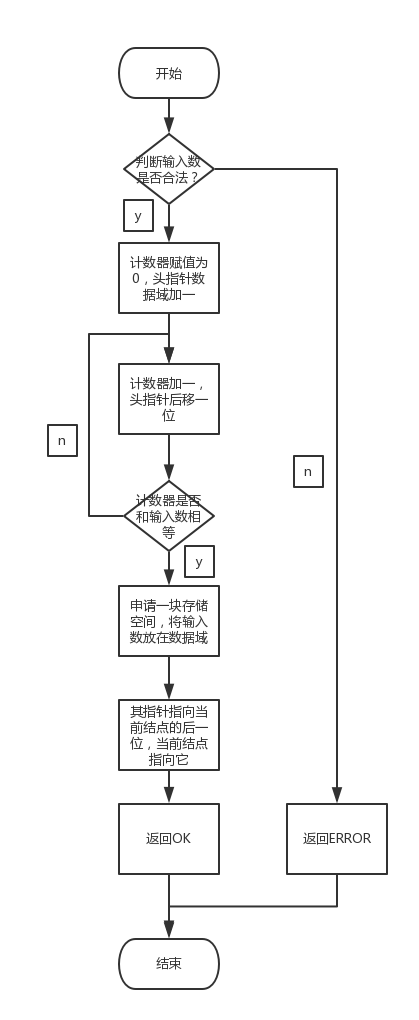 开始
判断输入数
是否合法？
y
计数器赋值为
0，头指针数
据域加一
计数器加一，
头指针后移一
位
n
n
计数器是否
和输入数相
等
y
申请一块存储
空间，将输入
数放在数据域
其指针指向当
前结点的后一
位，当前结点
指向它
返回OK
返回ERROR
结束